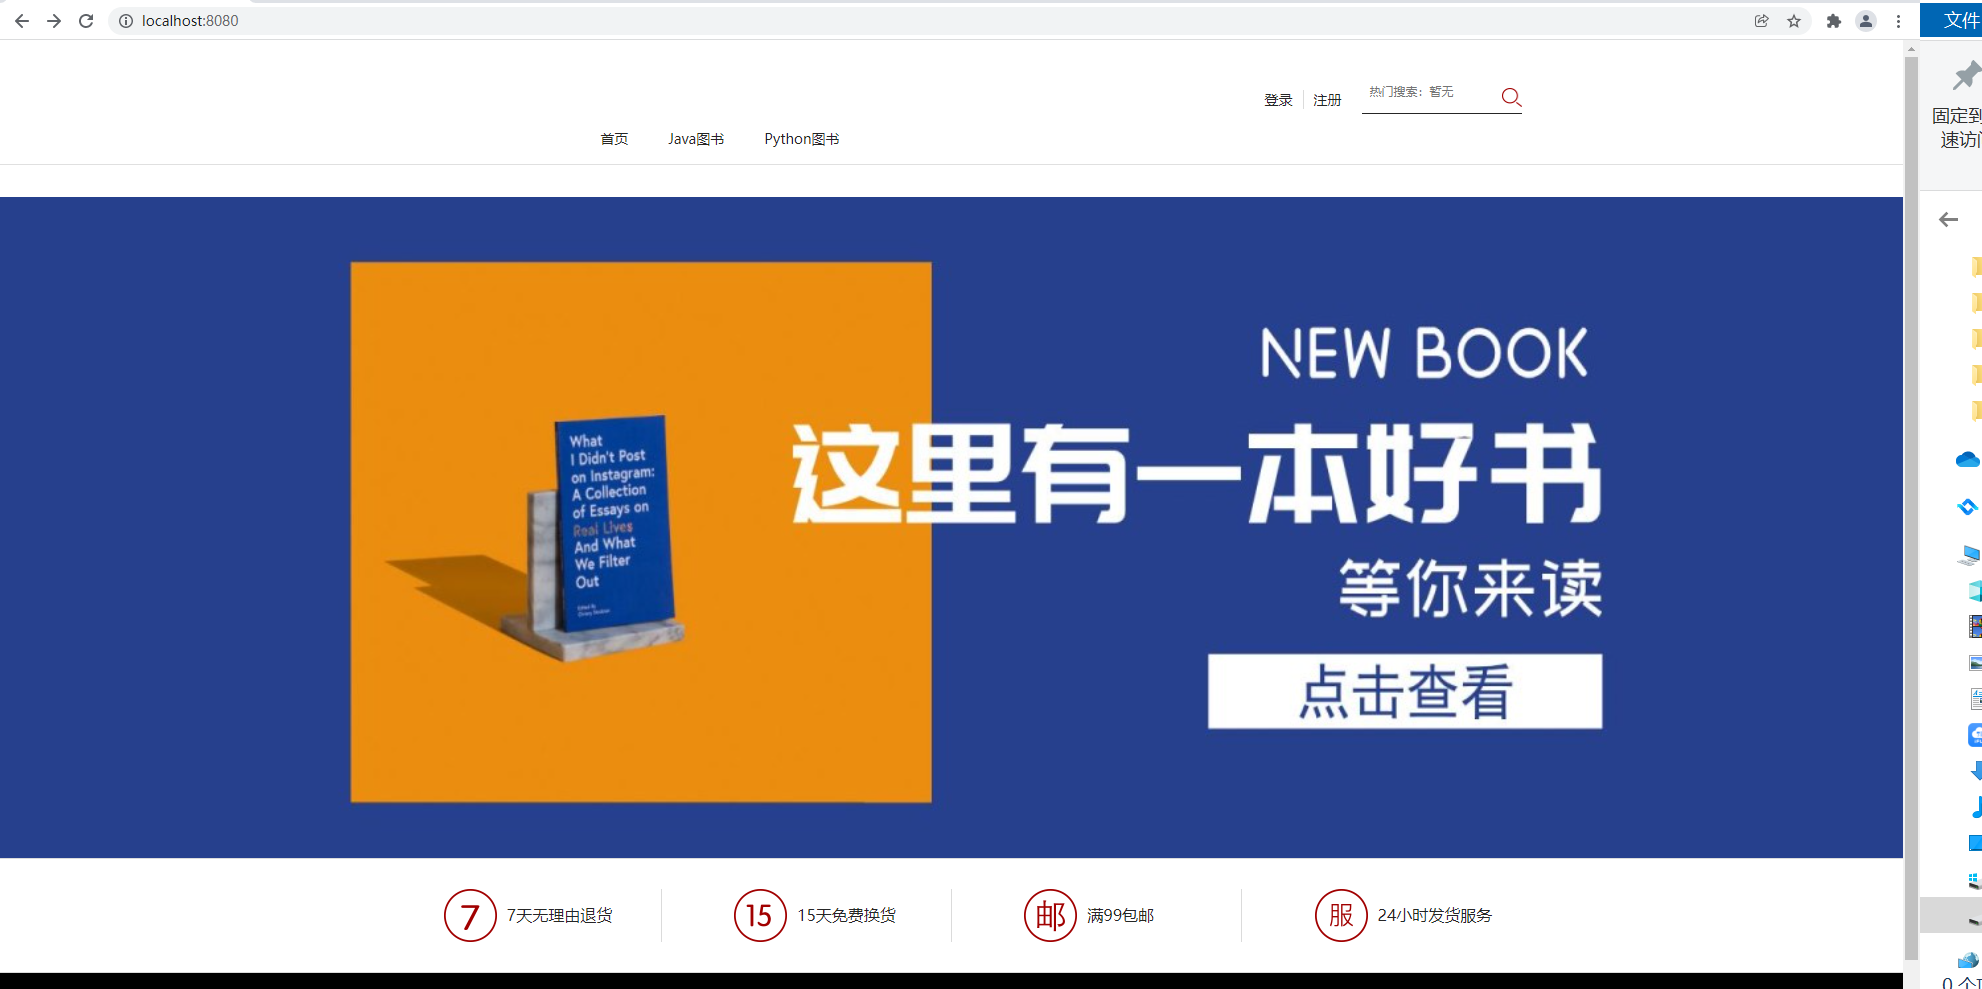 localhost:8080
文件
登录
注册
热门搜索：暂无
首页
Java图书
Python图书
固定到
NEW BOOK
这里有一本好书
等你来读
点击查看
What
I Didn't Post
on Instagram:
A Collection
of Essays on
Real Lives
And What
We Filter
Out
7
7天无理由退货
15
15天免费换货
邮
满99包邮
服
24小时发货服务